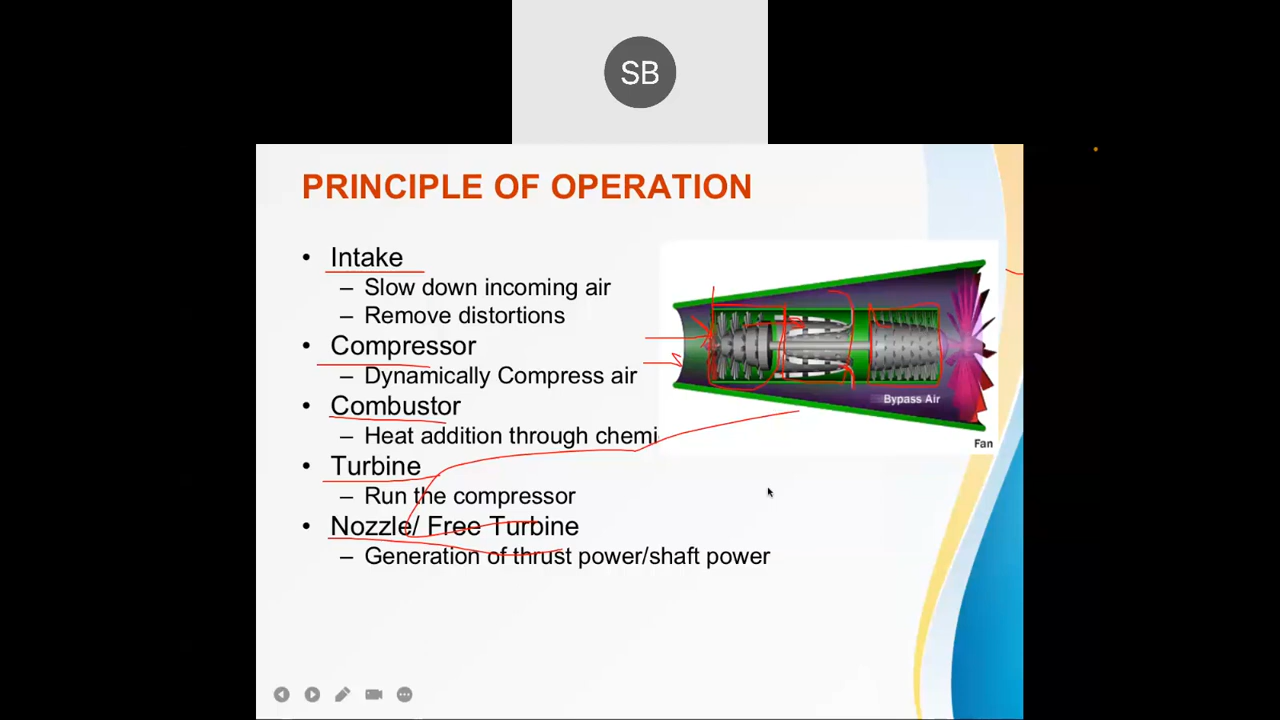 SB
PRINCIPLE OF OPERATION
• Intake
– Slow down incoming air
– Remove distortions
• Compressor
– Dynamically Compress air
• Combustor
– Heat addition through chemi
• Turbine
– Run the compressor
• Nozzle/ Free Turbine
– Generation of thrust power/shaft power
Bypass Air
Fan